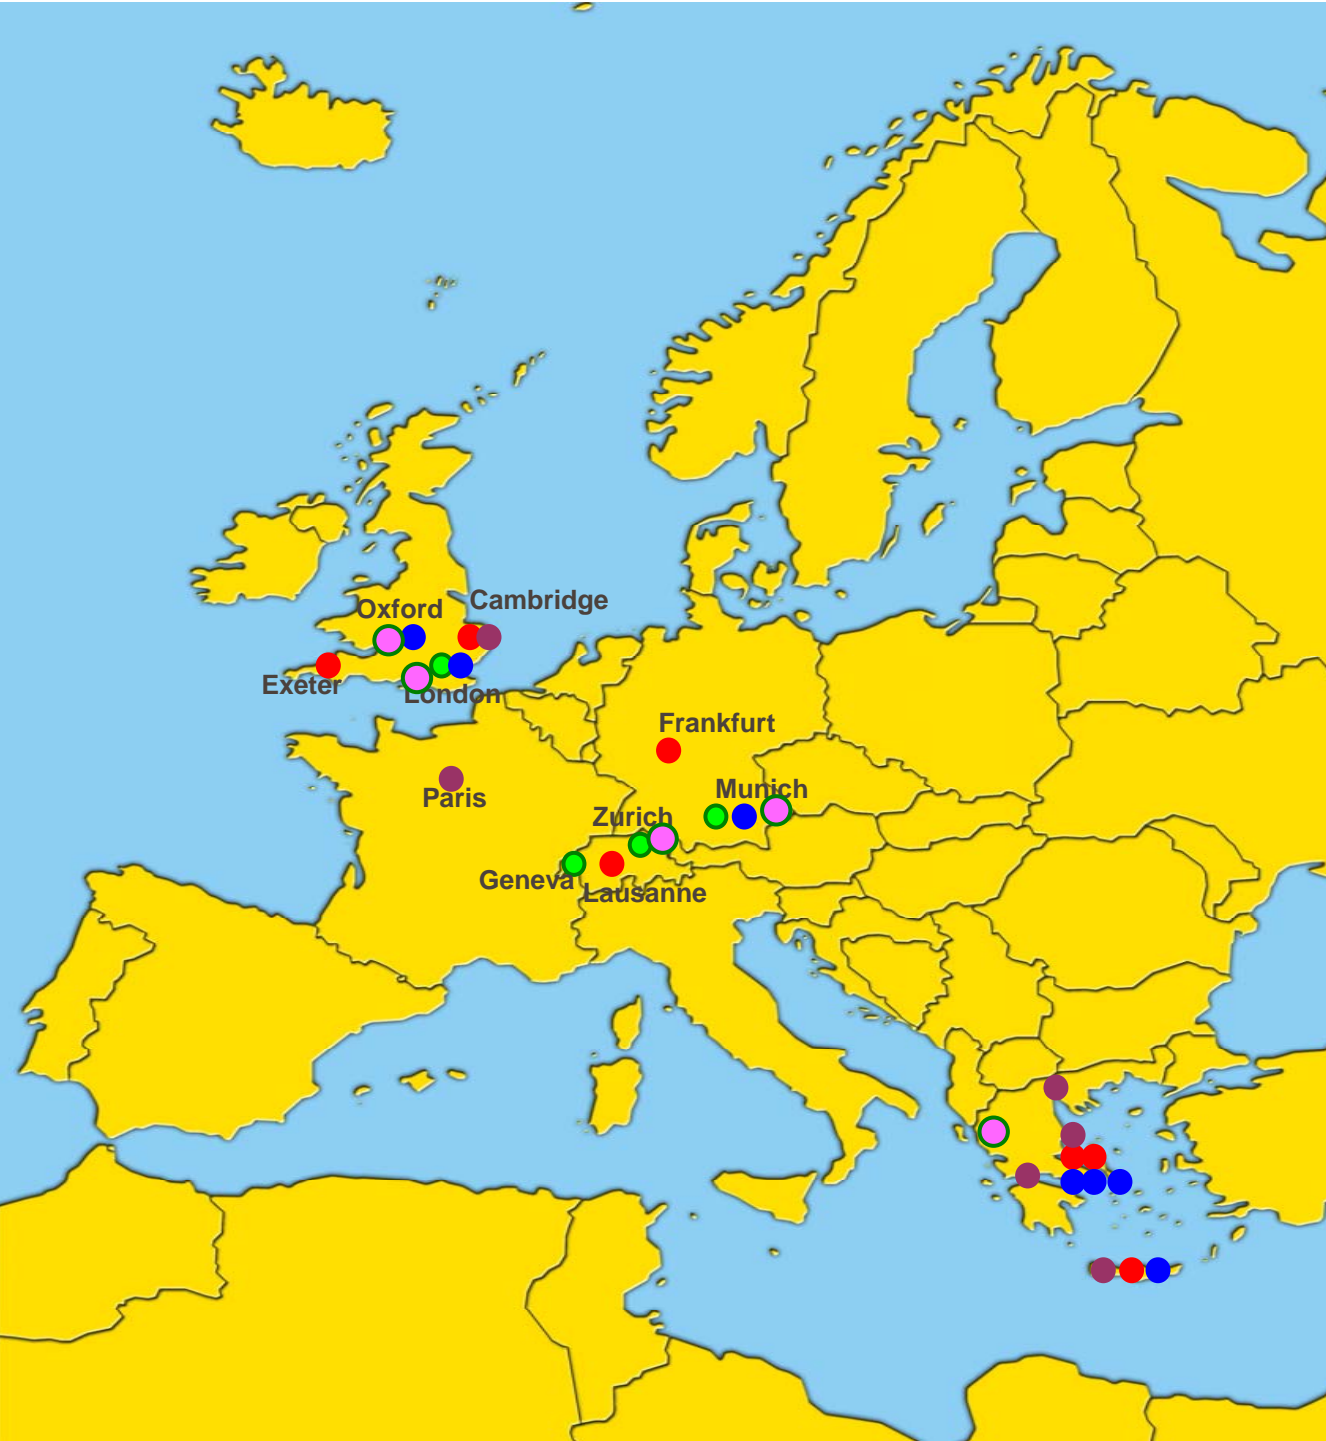 Cambridge
Oxford
Exeter
London
Frankfurt
Munich
Paris
Zurich
Geneva
Lausanne